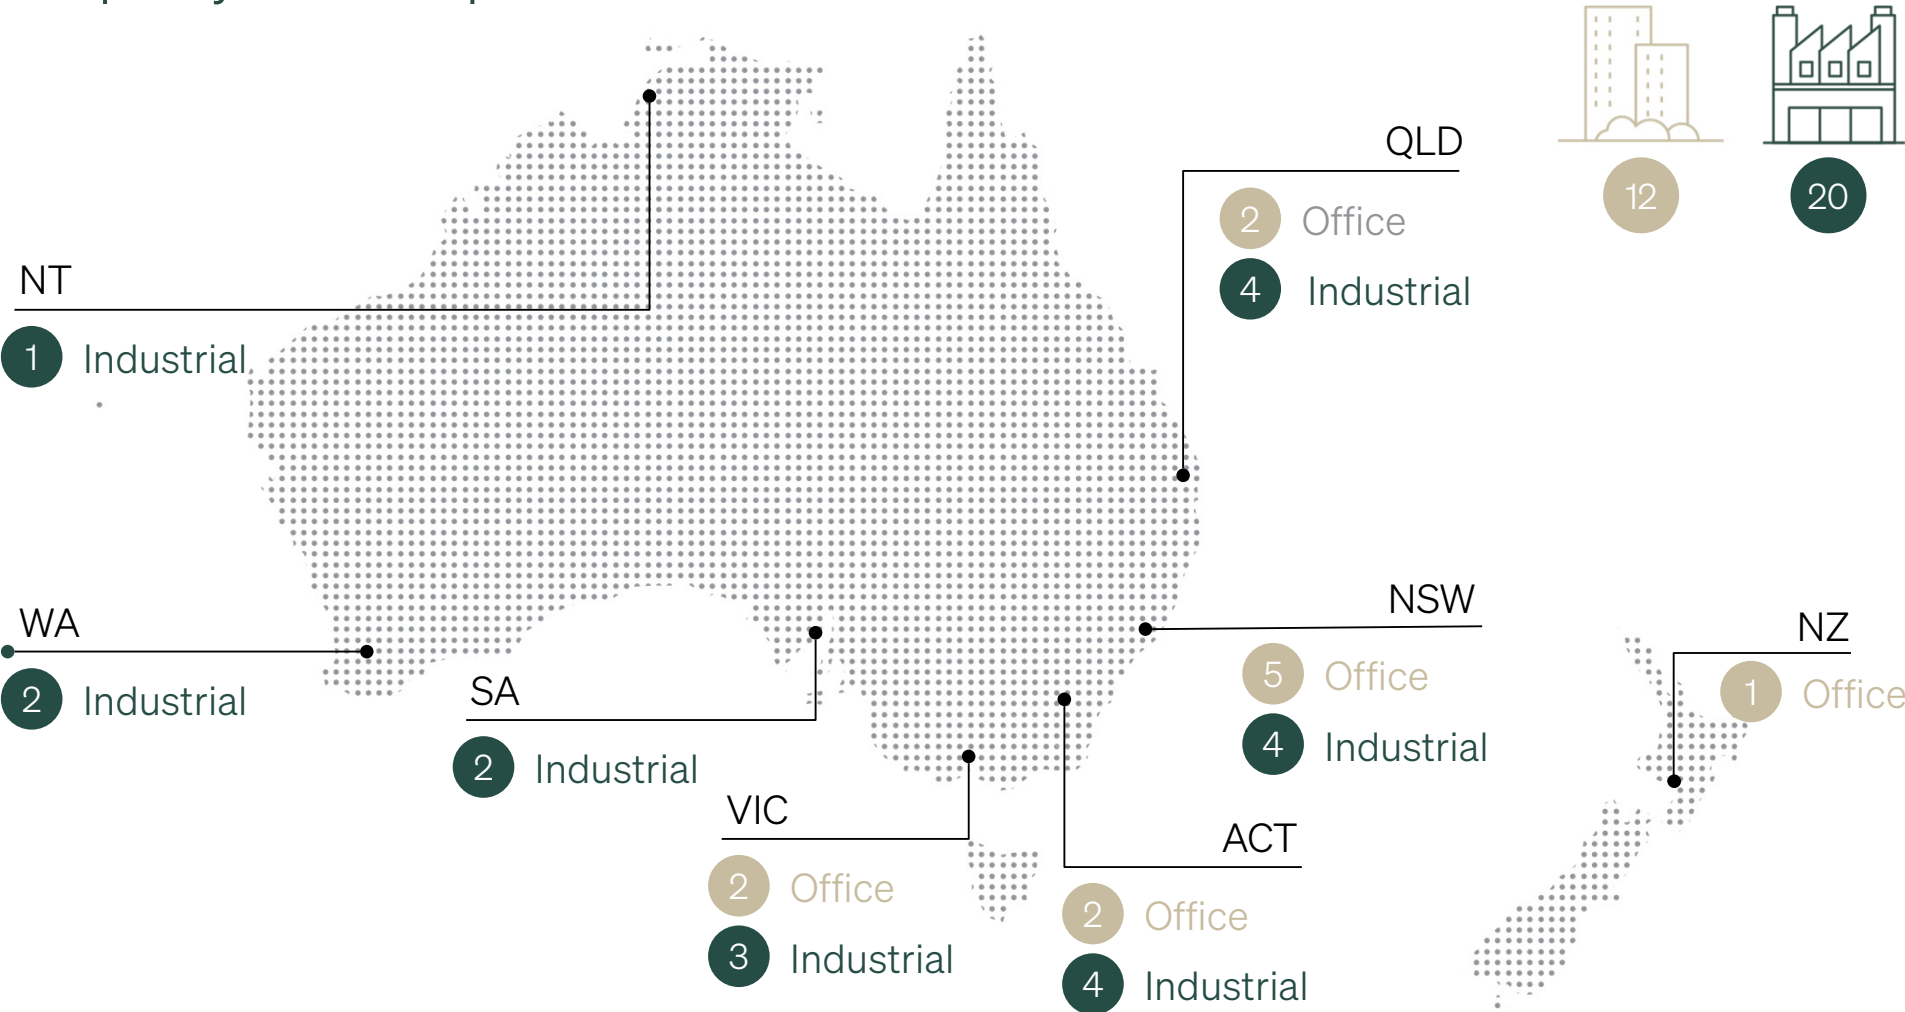 12
20
QLD
2 Office
4 Industrial
NT
1 Industrial
WA
2 Industrial
SA
2 Industrial
NSW
5 Office
4 Industrial
NZ
1 Office
VIC
2 Office
3 Industrial
ACT
2 Office
4 Industrial